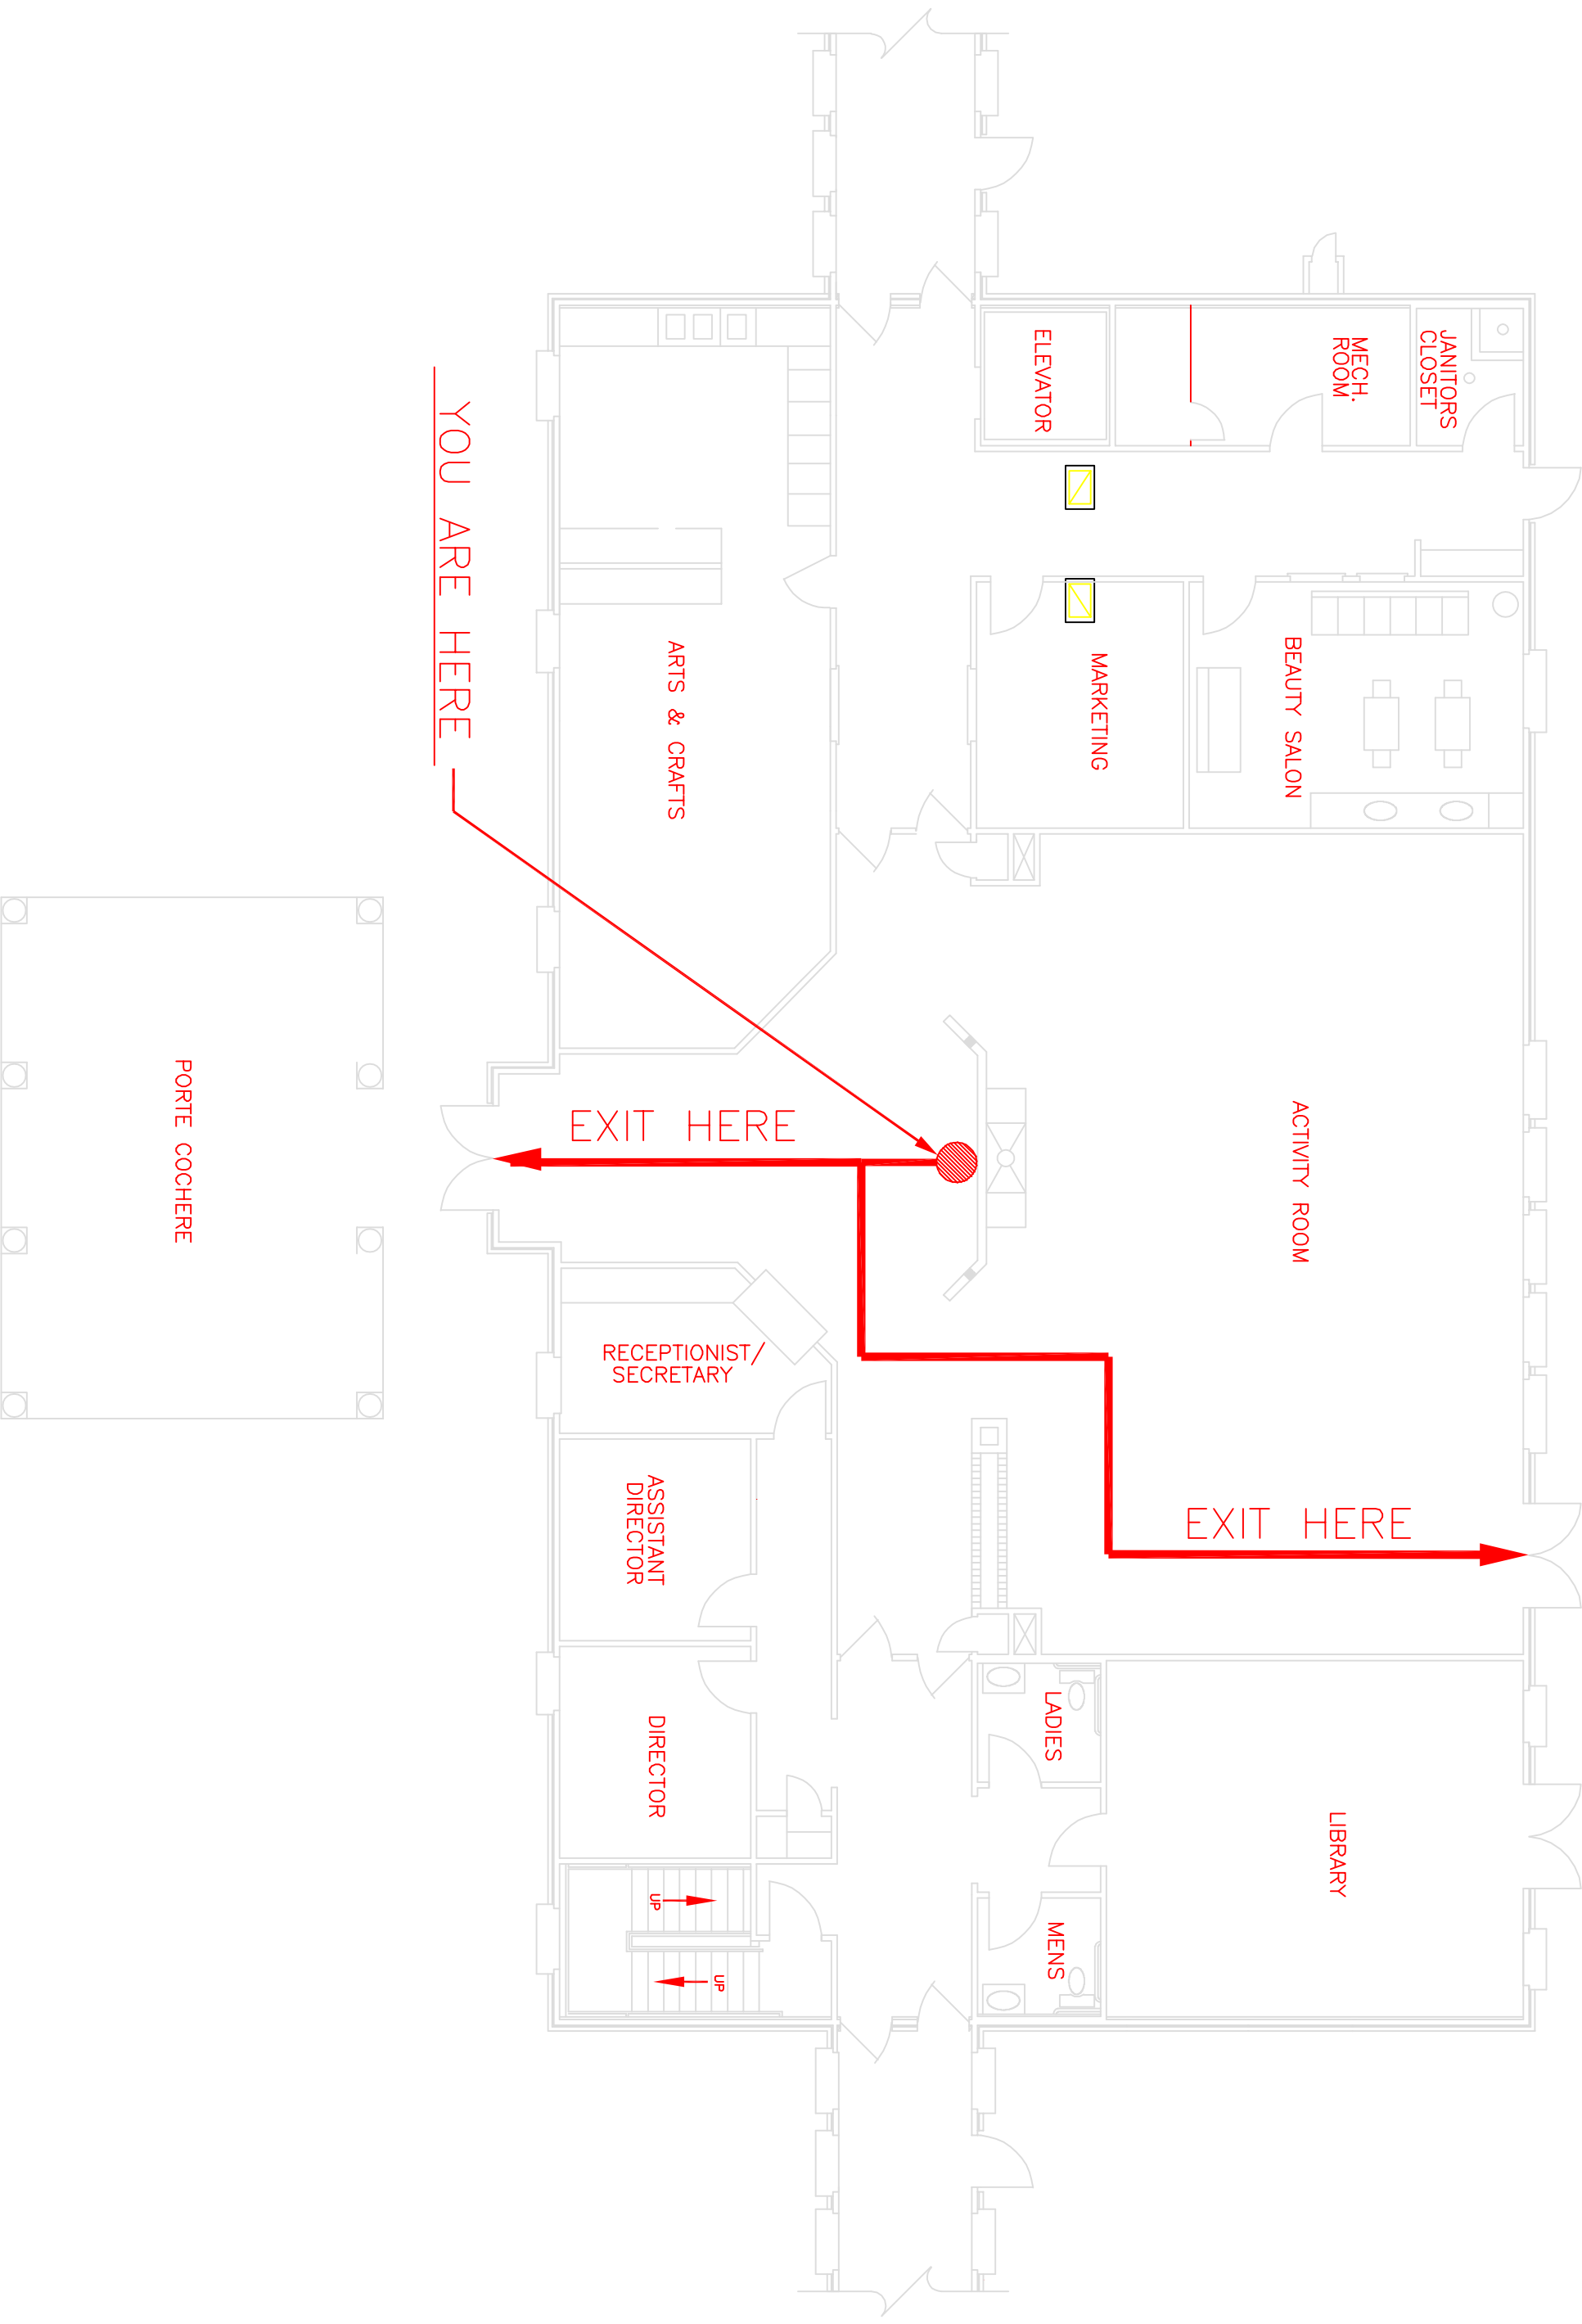 JANITORS
CLOSET
MECH.
ROOM
ELEVATOR
YOU ARE HERE
BEAUTY SALON
MARKETING
ARTS & CRAFTS
ACTIVITY ROOM
PORTE COCHERE
EXIT HERE
RECEPTIONIST/
SECRETARY
EXIT HERE
ASSISTANT
DIRECTOR
LADIES
DIRECTOR
LIBRARY
UP
MENS
UP